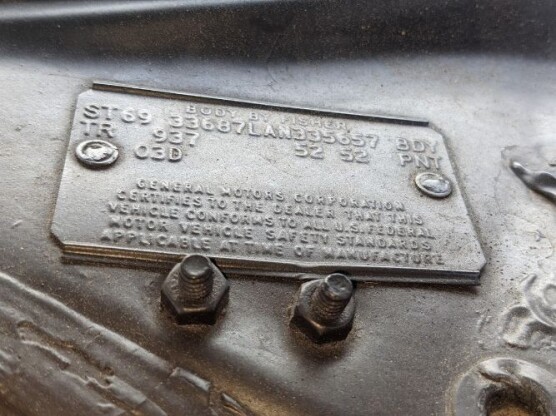 BODY BY FISHER
ST69 33687LAN335657 BDY
TR 937 52 52 PNT
03D
GENERAL MOTORS CORPORATION
CERTIFIES TO THE DEALER THAT THIS
VEHICLE CONFORMS TO ALL U.S. FEDERAL
MOTOR VEHICLE SAFETY STANDARDS
APPLICABLE AT TIME OF MANUFACTURE